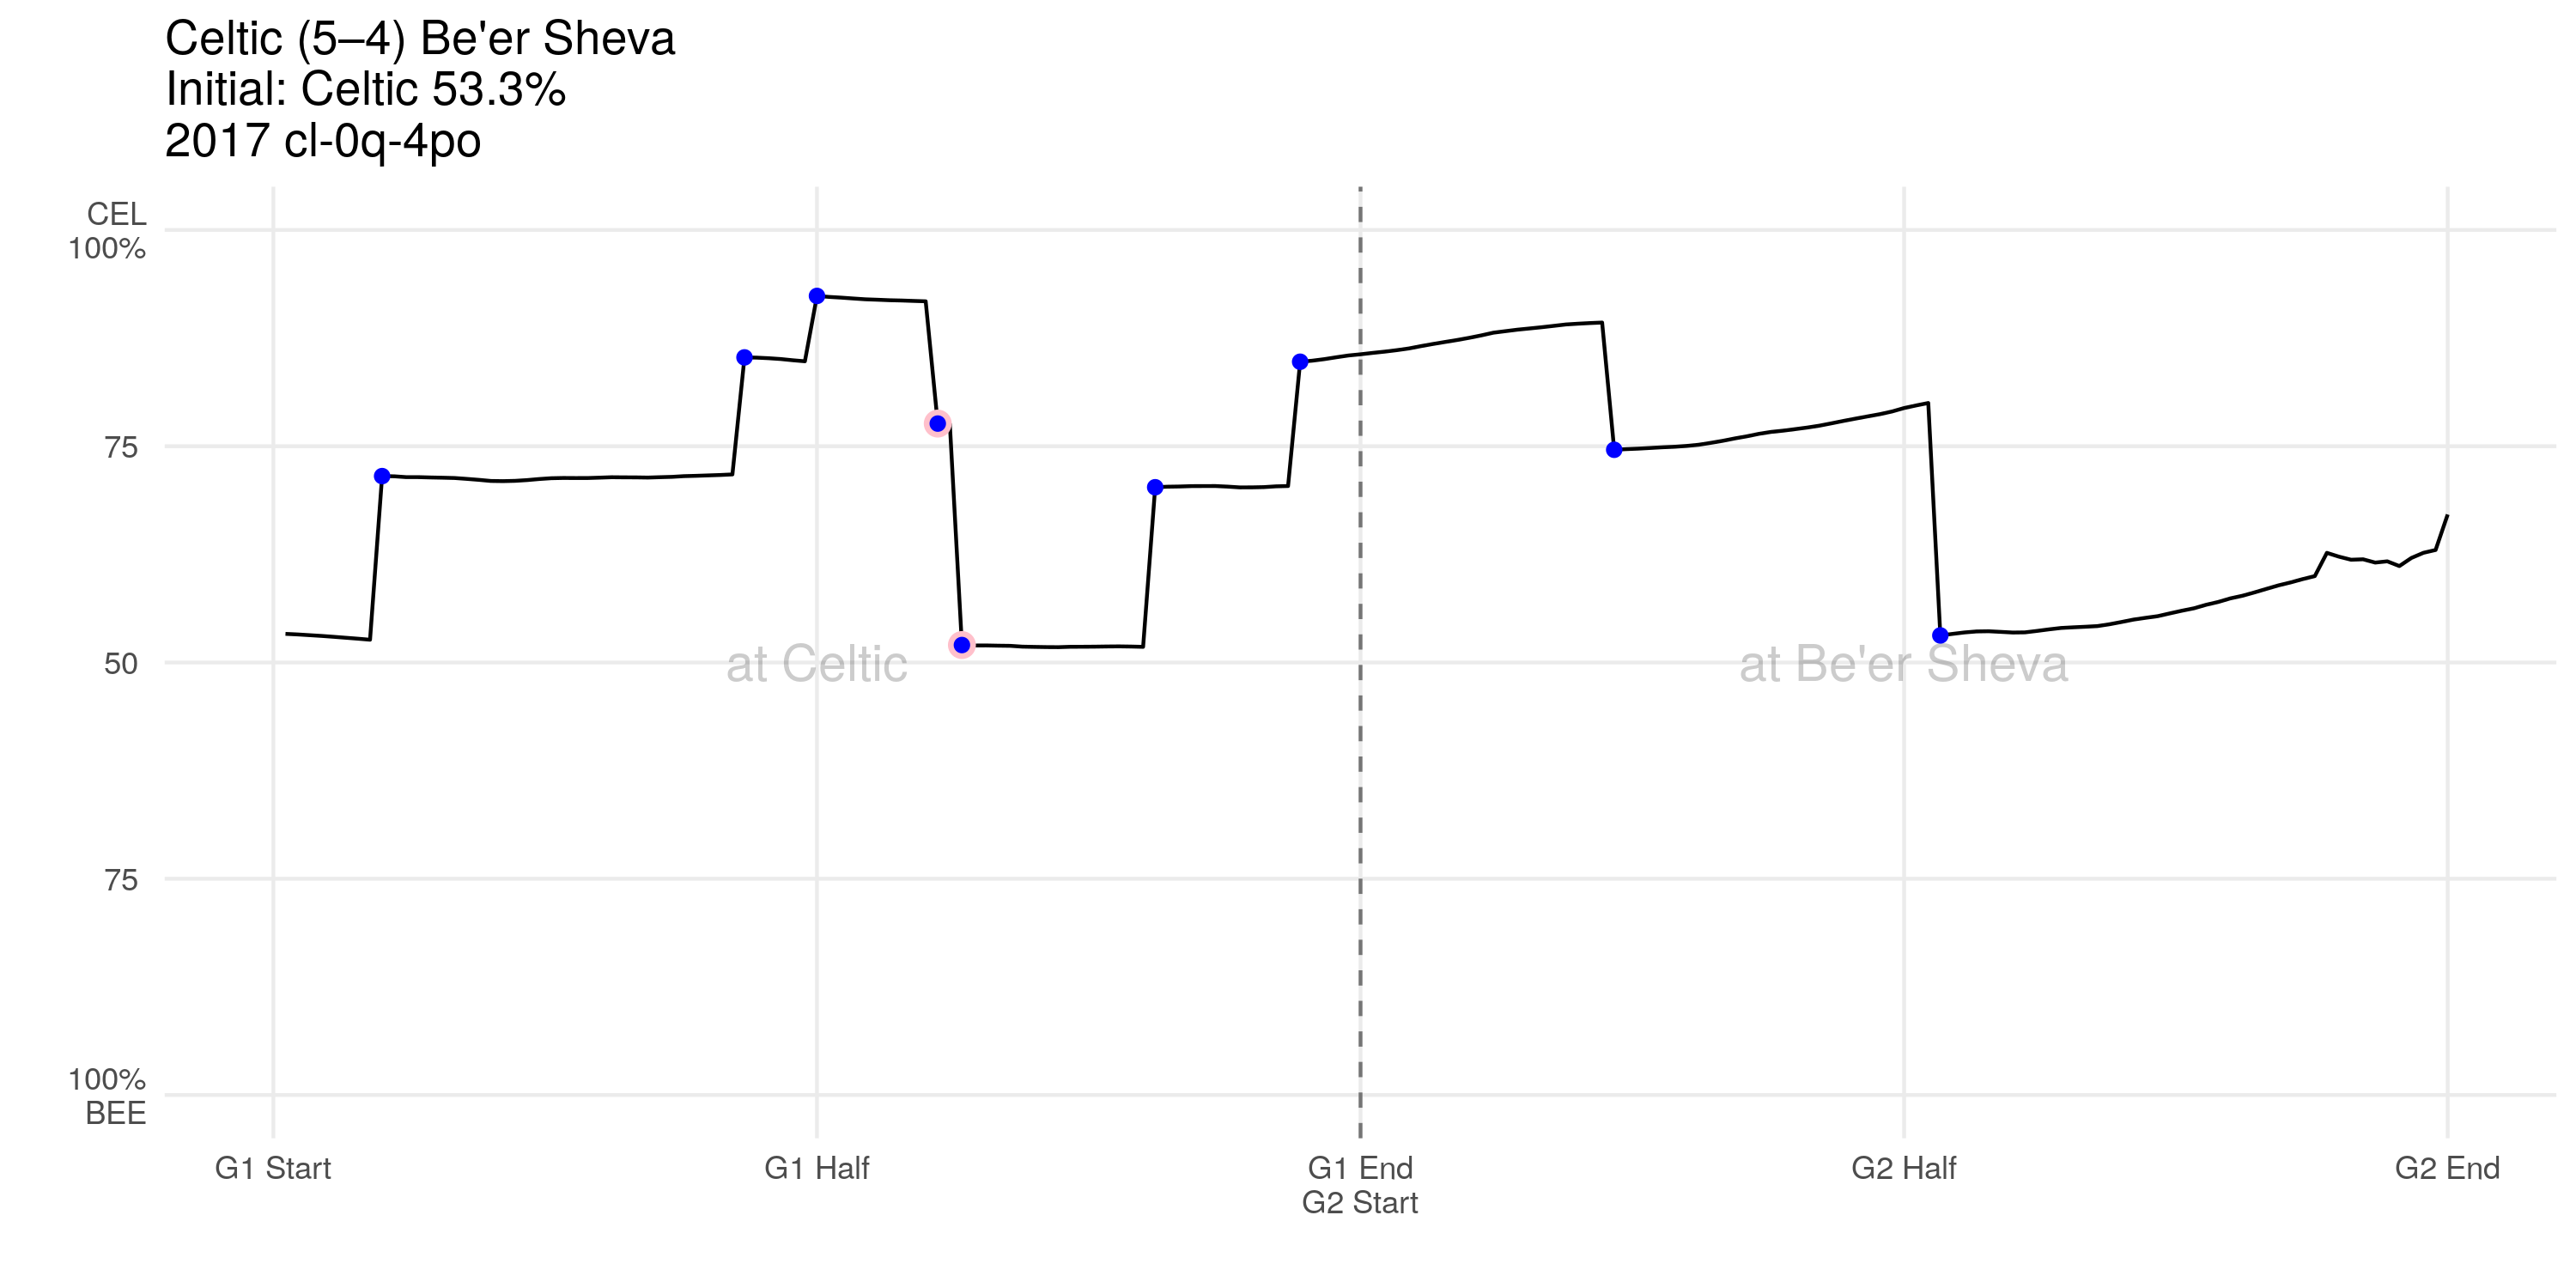 Celtic (5–4) Be'er Sheva
Initial: Celtic 53.3%
2017 cl-0q-4po
CEL
100%
75
50
75
100%
BEE
at Celtic
at Be'er Sheva
G1 Start
G1 Half
G1 End
G2 Start
G2 Half
G2 End